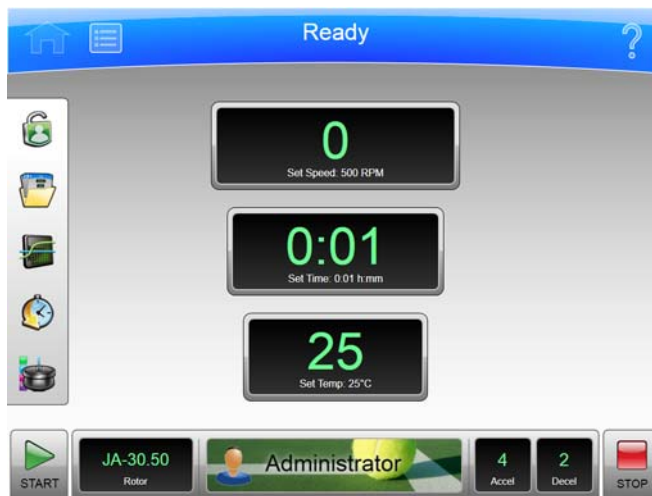 Ready
?
0
Set Speed: 500 RPM
0:01
Set Time: 0:01 h:mm
25
Set Temp: 25°C
START
JA-30.50
Rotor
Administrator
4
Accel
2
Decel
STOP